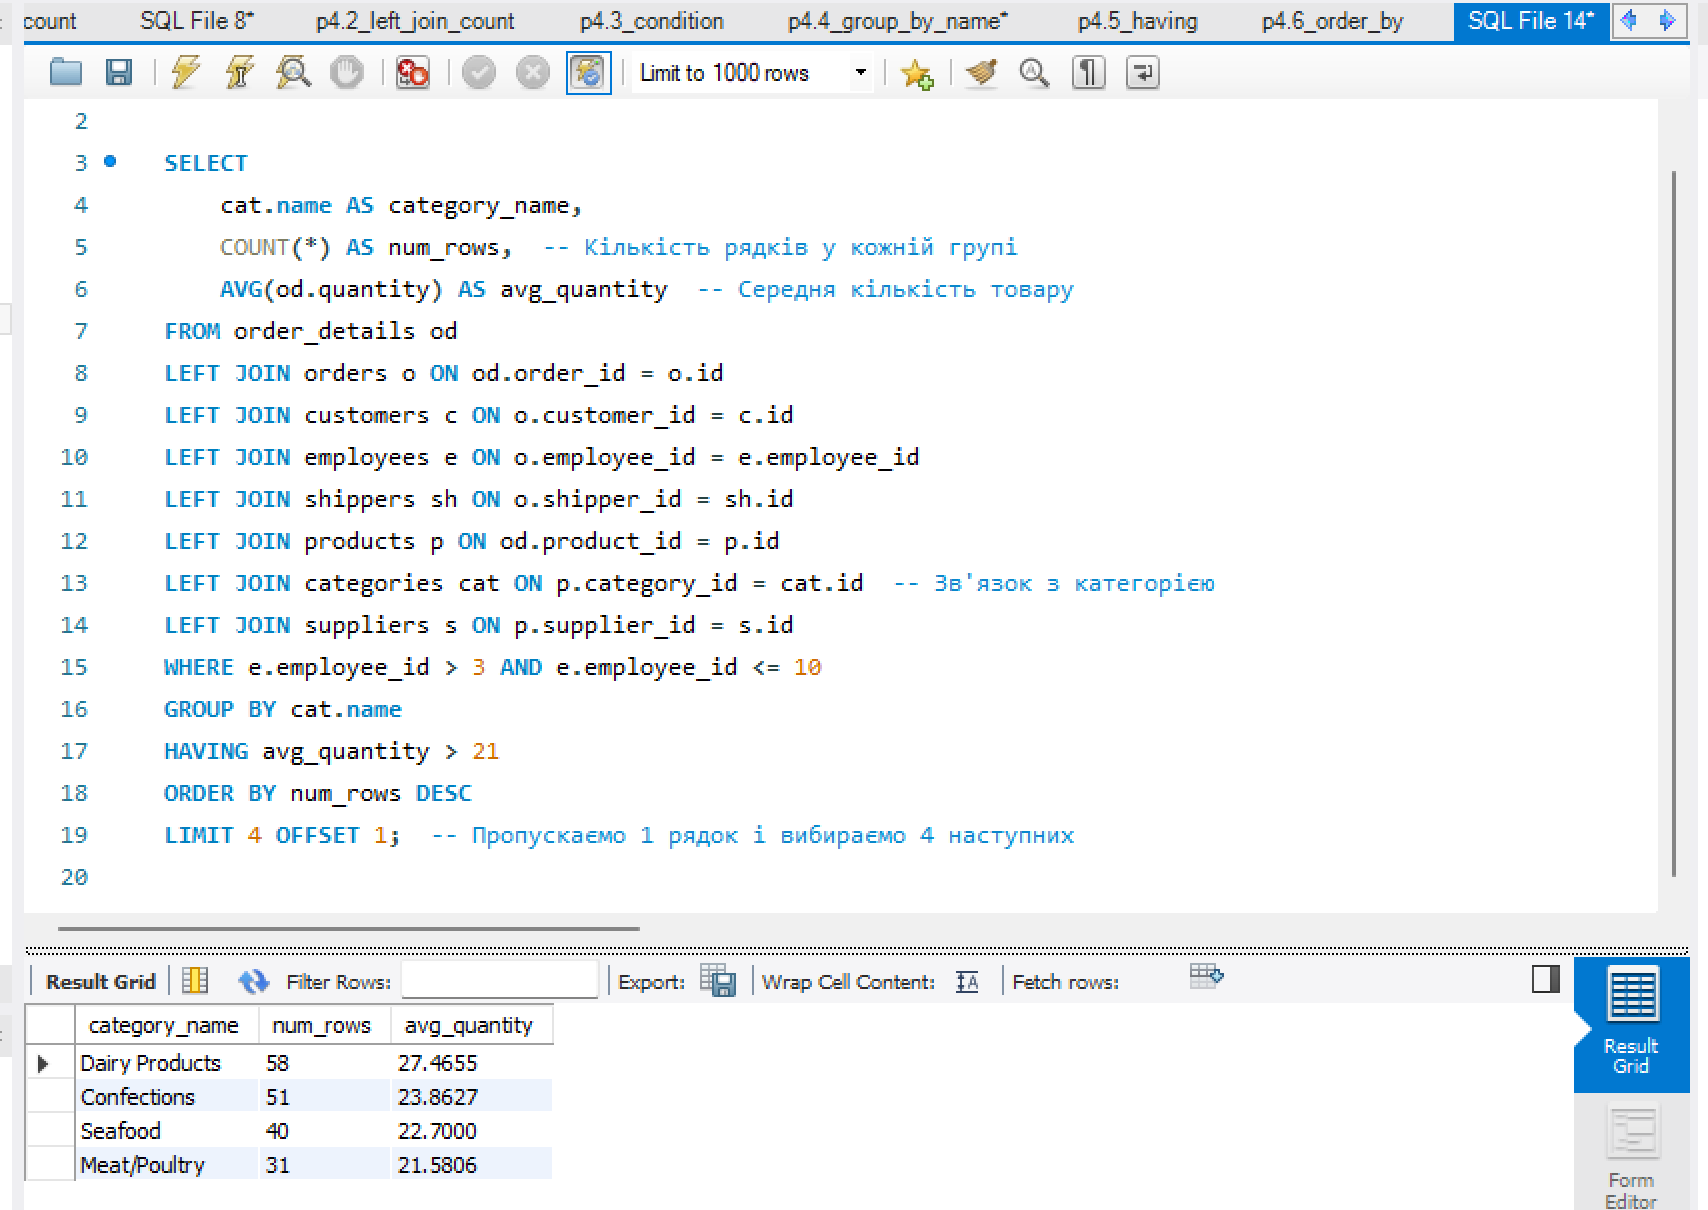 count SQL File 8* p4.2_left_join_count p4.3_condition p4.4_group_by_name* p4.5_having p4.6_order_by SQL File 14*
Limit to 1000 rows
2
3 SELECT
4 cat.name AS category_name,
5 COUNT(*) AS num_rows, -- Кількість рядків у кожній групі
6 AVG(od.quantity) AS avg_quantity -- Середня кількість товару
7 FROM order_details od
8 LEFT JOIN orders o ON od.order_id = o.id
9 LEFT JOIN customers c ON o.customer_id = c.id
10 LEFT JOIN employees e ON o.employee_id = e.employee_id
11 LEFT JOIN shippers sh ON o.shipper_id = sh.id
12 LEFT JOIN products p ON od.product_id = p.id
13 LEFT JOIN categories cat ON p.category_id = cat.id -- Зв'язок з категорією
14 LEFT JOIN suppliers s ON p.supplier_id = s.id
15 WHERE e.employee_id > 3 AND e.employee_id <= 10
16 GROUP BY cat.name
17 HAVING avg_quantity > 21
18 ORDER BY num_rows DESC
19 LIMIT 4 OFFSET 1; -- Пропускаємо 1 рядок і вибираємо 4 наступних
20
Result Grid Filter Rows: Export: Wrap Cell Content: Fetch rows:
category_name num_rows avg_quantity
Dairy Products 58 27.4655
Confections 51 23.8627
Seafood 40 22.7000
Meat/Poultry 31 21.5806
Result
Grid
Form
Editor